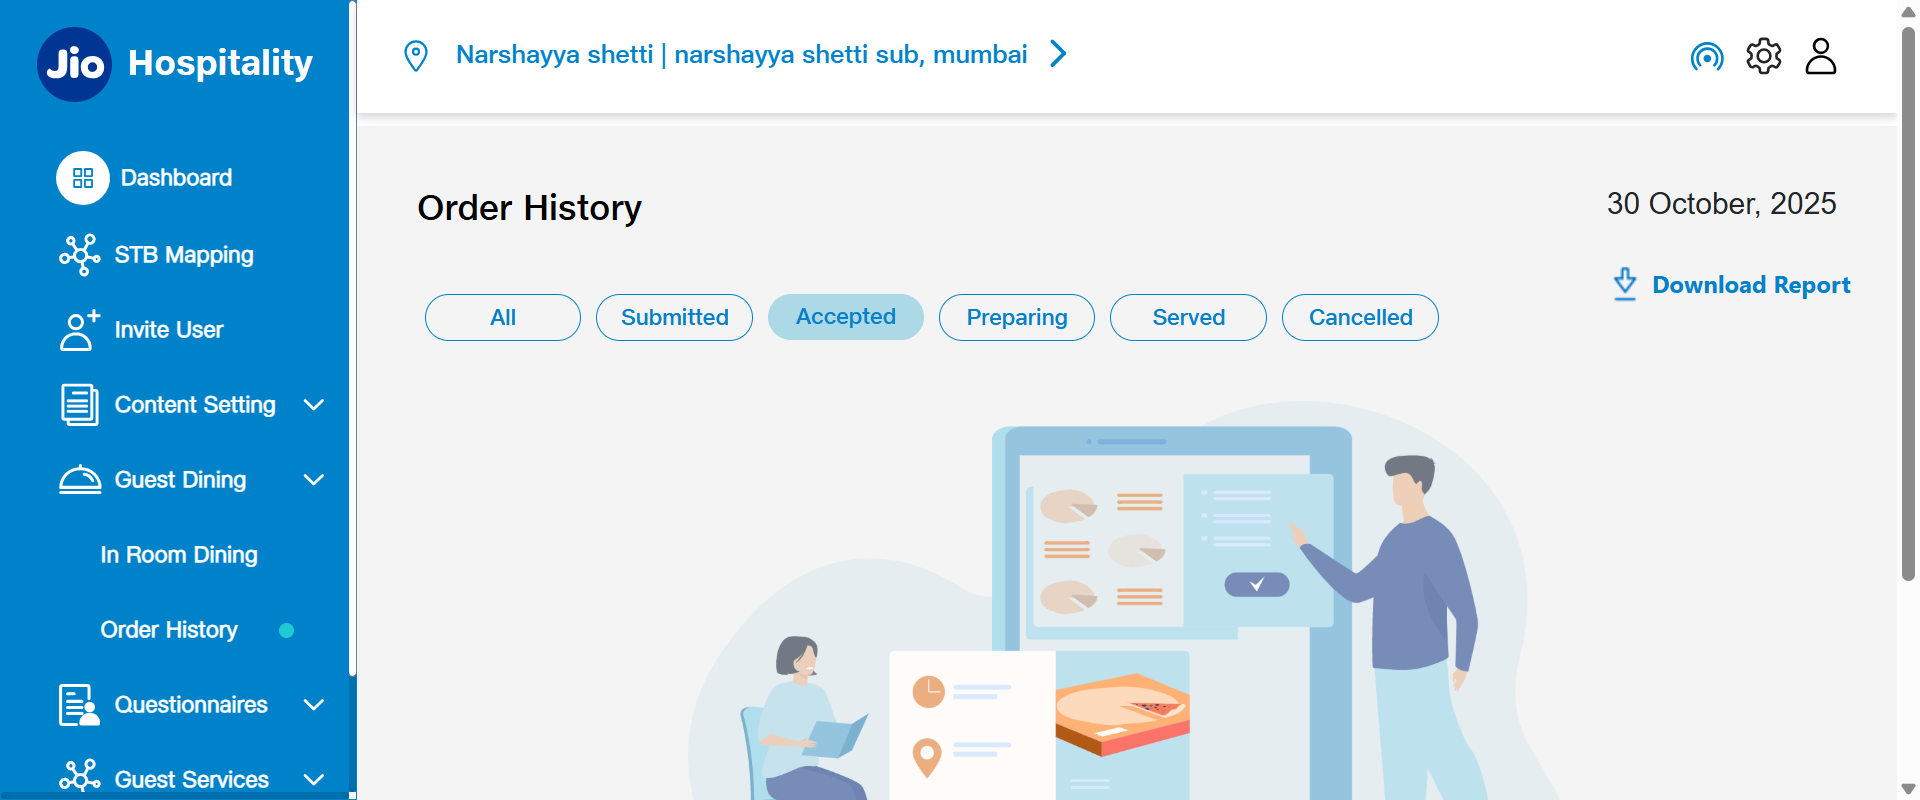 Jio Hospitality
Dashboard
STB Mapping
Invite User
Content Setting
Guest Dining
In Room Dining
Order History
Questionnaires
Guest Services
Narshayya shetti | narshayya shetti sub, mumbai
Order History
30 October, 2025
Download Report
All
Submitted
Accepted
Preparing
Served
Cancelled